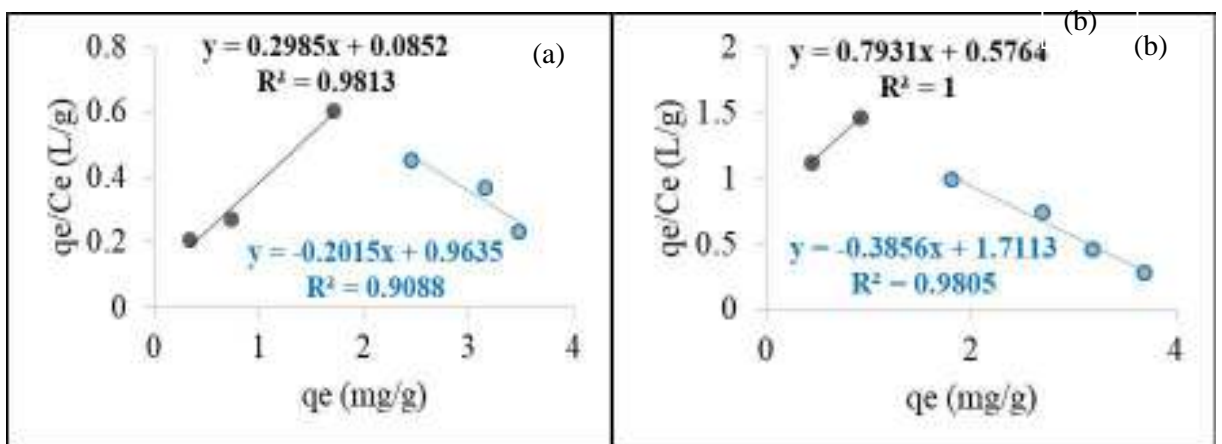 (a)
y = 0.2985x + 0.0852
R² = 0.9813
y = -0.2015x + 0.9635
R² = 0.9088
qe/Ce (L/g)
0.8
0.6
0.4
0.2
0
0 1 2 3 4
qe (mg/g)
(b)
(b)
y = 0.7931x + 0.5764
R² = 1
y = -0.3856x + 1.7113
R² = 0.9805
qe/Ce (L/g)
2
1.5
1
0.5
0
0 2 4
qe (mg/g)